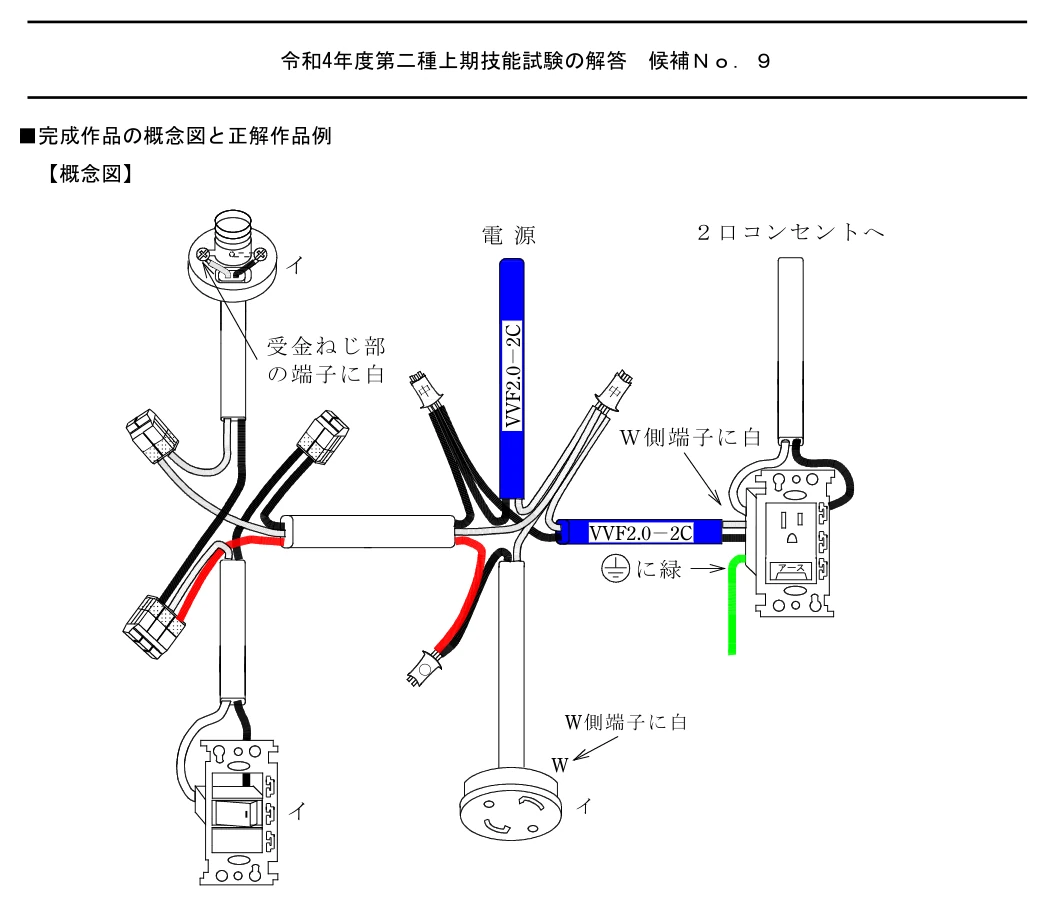 令和4年度第二種上期技能試験の解答　候補Ｎｏ．９
■完成作品の概念図と正解作品例
【概念図】
電 源
２口コンセントへ
イ
受金ねじ部
の端子に白
中
中
VVF2.0－2C
W側端子に白
VVF2.0－2C
アース
に緑
○
W側端子に白
W
イ
イ